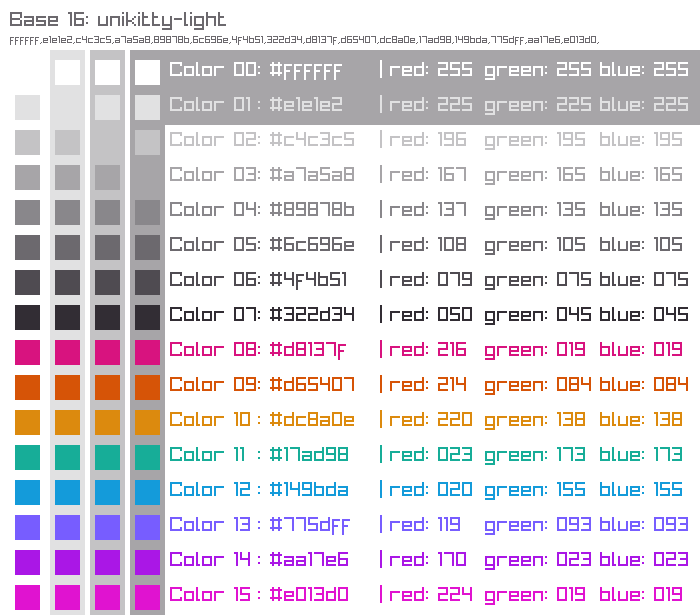 Base 16: unikitty-light
ffffff,e1e1e2,c4c3c5,a7a5a8,89878b,6c696e,4f4b51,322d34,d8137f,d65407,dc8a0e,17ad98,149bda,775dff,aa17e6,e013d0,
Color 00: #ffffff | red: 255 green: 255 blue: 255
Color 01 : #e1e1e2 | red: 225 green: 225 blue: 225
Color 02: #c4c3c5 | red: 196 green: 195 blue: 195
Color 03: #a7a5a8 | red: 167 green: 165 blue: 165
Color 04: #89878b | red: 137 green: 135 blue: 135
Color 05: #6c696e | red: 108 green: 105 blue: 105
Color 06: #4f4b51 | red: 079 green: 075 blue: 075
Color 07: #322d34 | red: 050 green: 045 blue: 045
Color 08: #d8137f | red: 216 green: 019 blue: 019
Color 09: #d65407 | red: 214 green: 084 blue: 084
Color 10 : #dc8a0e | red: 220 green: 138 blue: 138
Color 11 : #17ad98 | red: 023 green: 173 blue: 173
Color 12 : #149bda | red: 020 green: 155 blue: 155
Color 13 : #775dff | red: 119 green: 093 blue: 093
Color 14 : #aa17e6 | red: 170 green: 023 blue: 023
Color 15 : #e013d0 | red: 224 green: 019 blue: 019